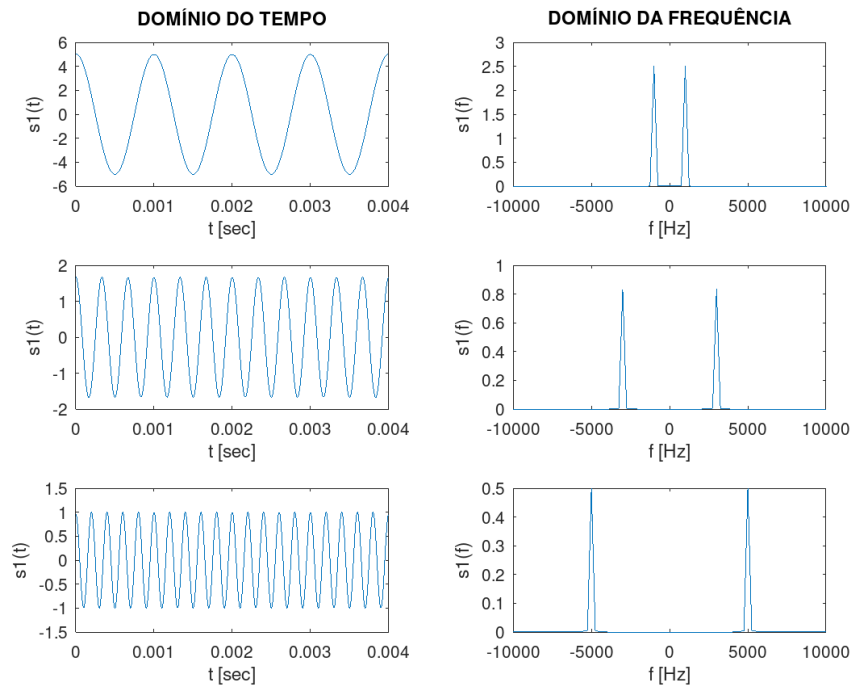 DOMÍNIO DO TEMPO
6
4
2
0
-2
-4
-6
s1(t)
0 0.001 0.002 0.003 0.004
t [sec]
DOMÍNIO DA FREQUÊNCIA
3
2.5
2
1.5
1
0.5
0
s1(f)
-10000 -5000 0 5000 10000
f [Hz]
2
1
0
-1
-2
s1(t)
0 0.001 0.002 0.003 0.004
t [sec]
1
0.8
0.6
0.4
0.2
0
s1(f)
-10000 -5000 0 5000 10000
f [Hz]
1.5
1
0.5
0
-0.5
-1
-1.5
s1(t)
0 0.001 0.002 0.003 0.004
t [sec]
0.5
0.4
0.3
0.2
0.1
0
s1(f)
-10000 -5000 0 5000 10000
f [Hz]